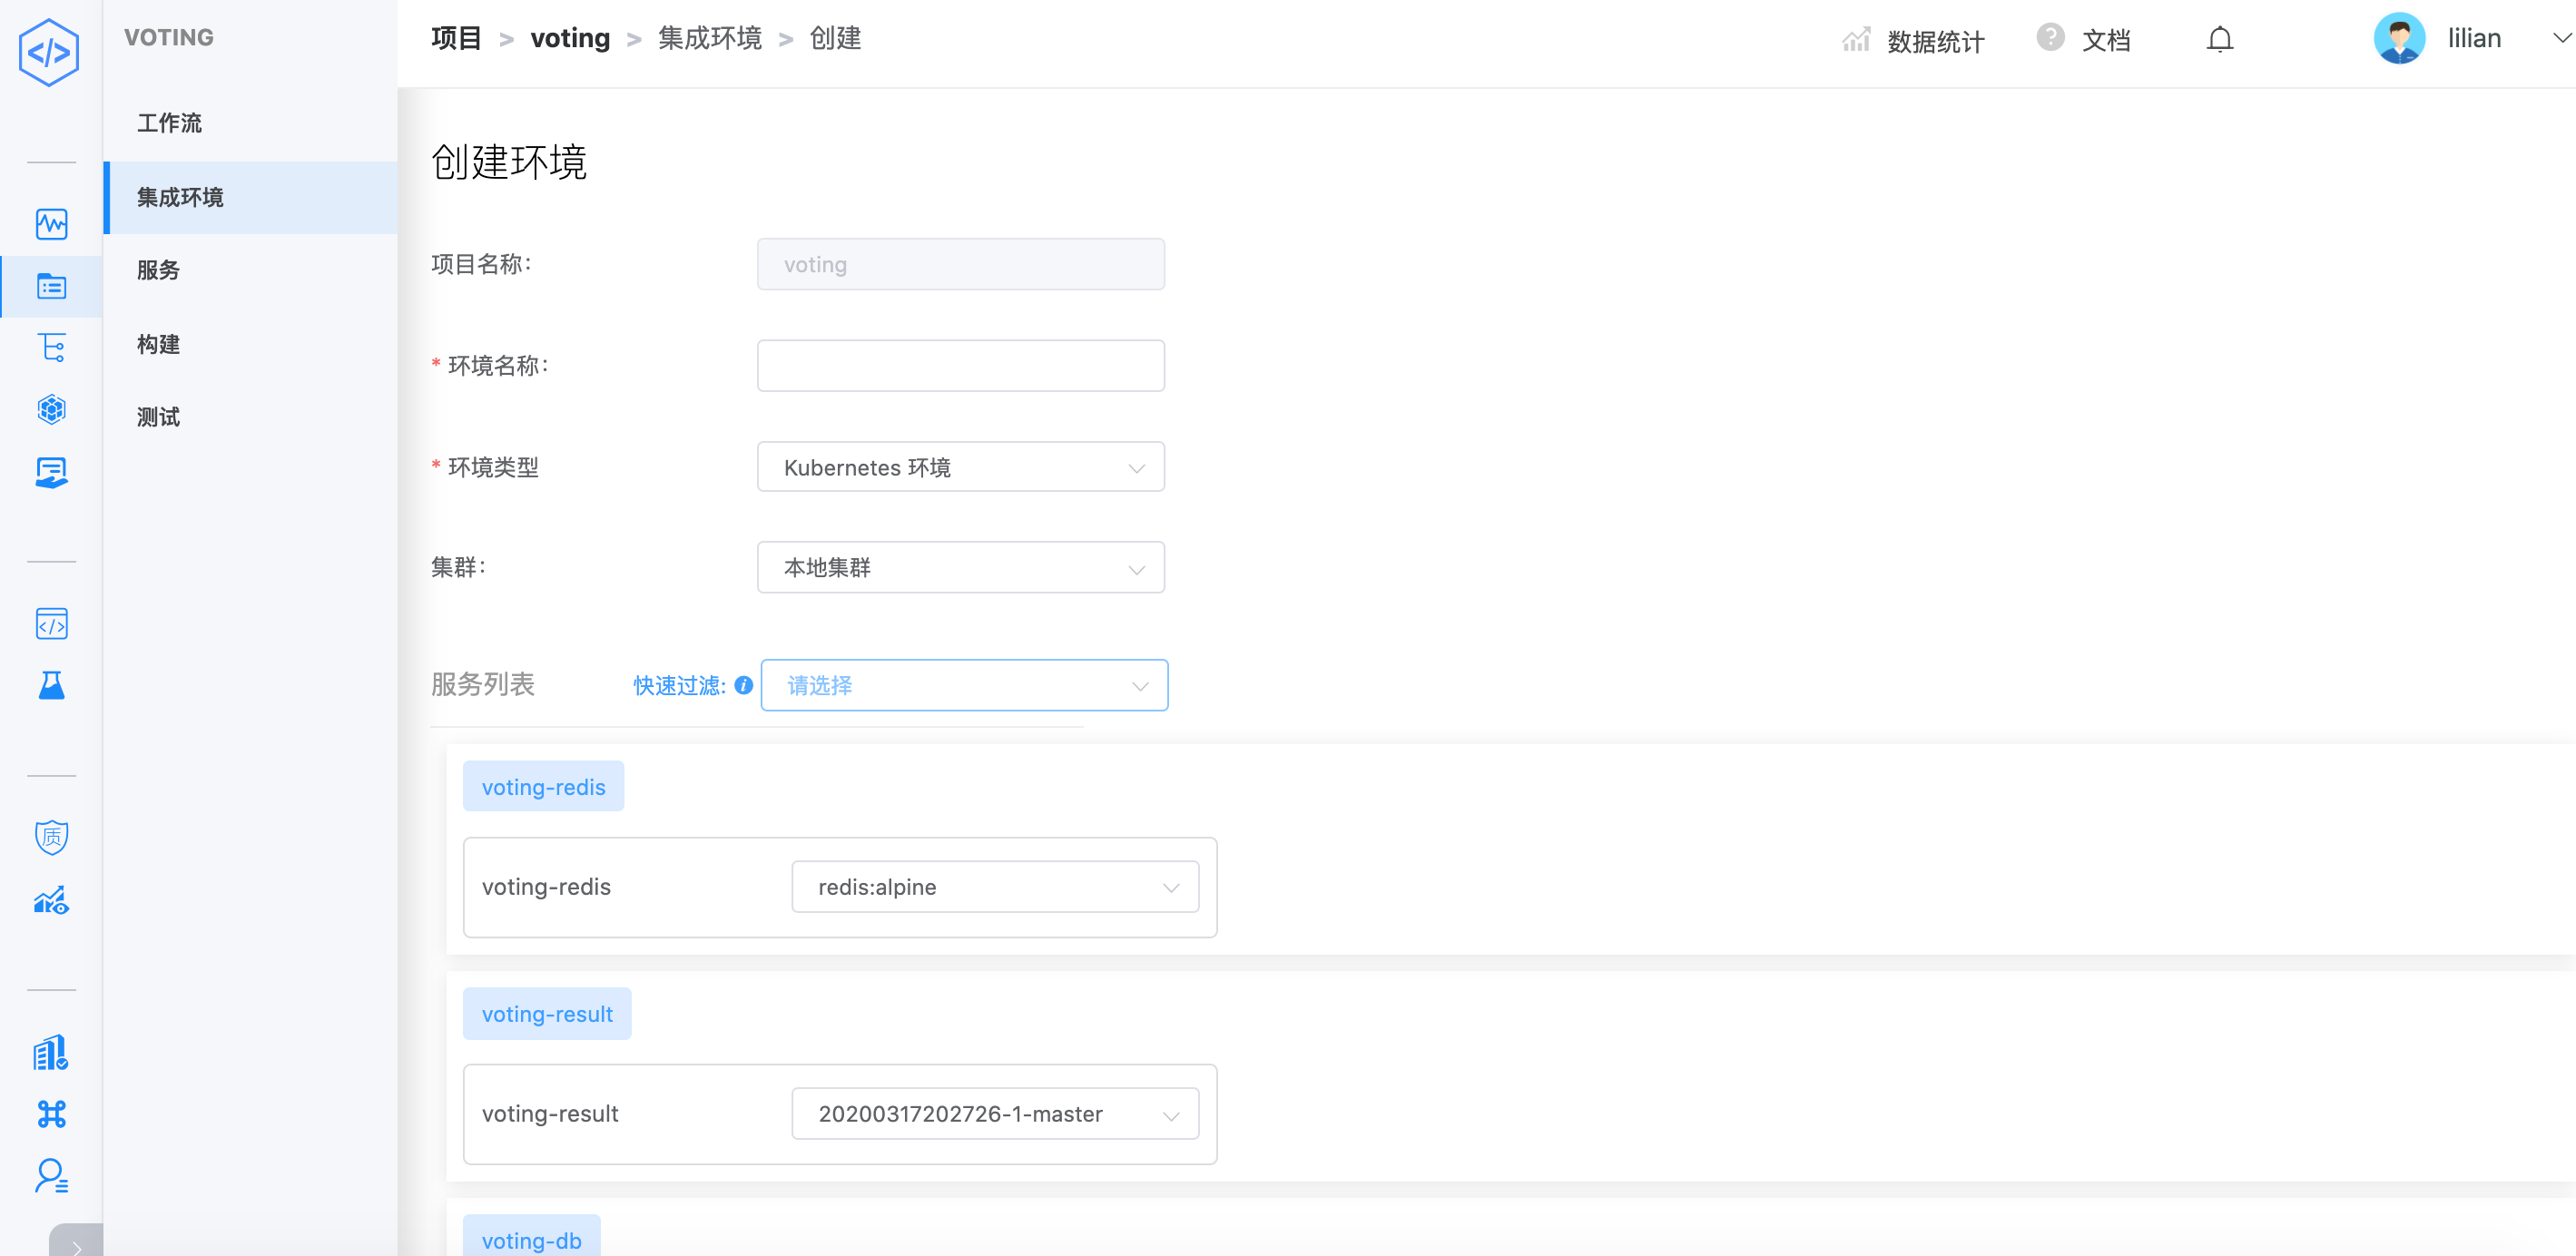 VOTING
工作流
集成环境
服务
构建
测试
质
项目 > voting > 集成环境 > 创建
数据统计
? 文档
lilian
创建环境
项目名称: voting
* 环境名称:
* 环境类型 Kubernetes 环境
集群: 本地集群
服务列表 快速过滤: i 请选择
voting-redis
voting-redis redis:alpine
voting-result
voting-result 20200317202726-1-master
voting-db